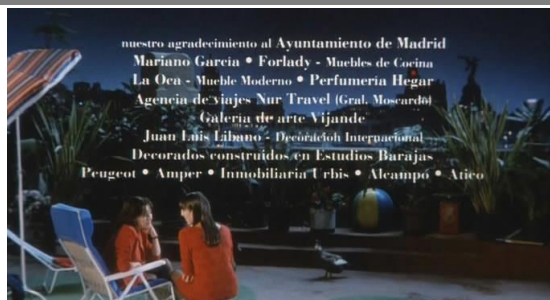 nuestro agradecimiento al Ayuntamiento de Madrid
Mariano García • Forlady - Muebles de Cocina
La Oca - Mueble Moderno • Perfumería Hegar
Agencia de viajes Nur Travel (Gral. Moscardó)
Galería de arte Vijande
Juan Luis Líbano - Decoración Internacional
Decorados construidos en Estudios Barajas
Peugeot • Amper • Inmobiliaria Urbis • Alcampo • Atico